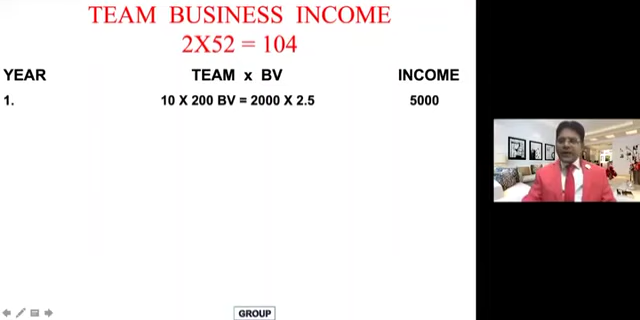 TEAM BUSINESS INCOME
2X52 = 104
YEAR TEAM x BV INCOME
1. 10 X 200 BV = 2000 X 2.5 5000
GROUP